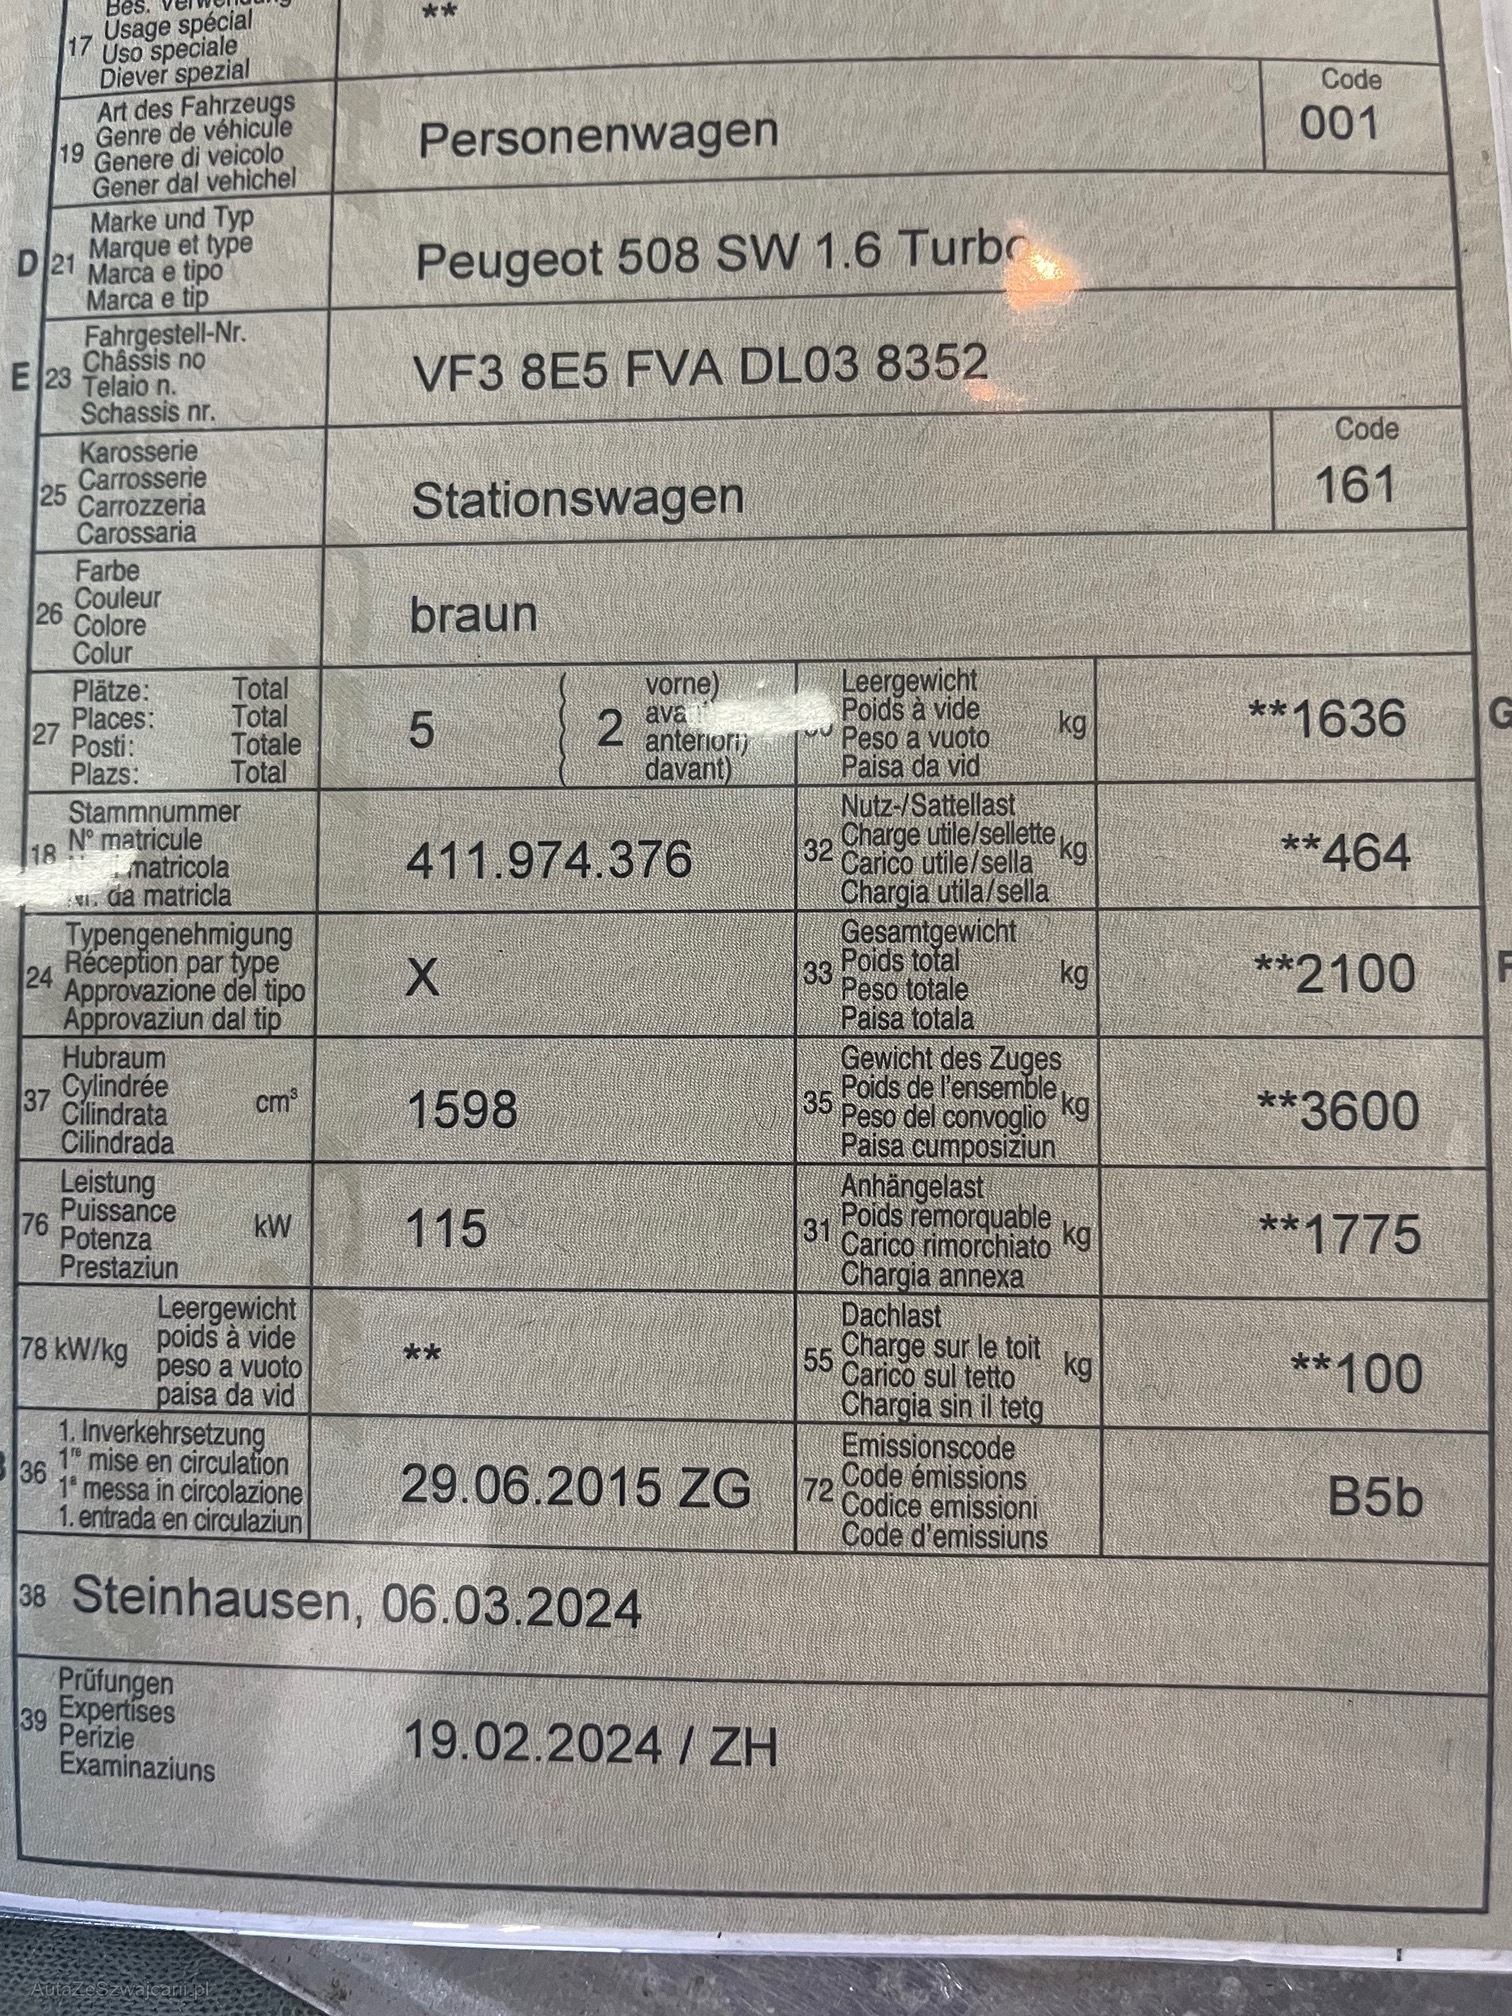 17
Usage spécial
Uso speciale
Diever spezial
**
19
Art des Fahrzeugs
Genre de véhicule
Genere di veicolo
Gener dal vehichel
Personenwagen
Code
001
D 21
Marke und Typ
Marque et type
Marca e tipo
Marca e tip
Peugeot 508 SW 1.6 Turbo
E 23
Fahrgestell-Nr.
Châssis no
Telaio n.
Schassis nr.
VF3 8E5 FVA DL03 8352
25
Karosserie
Carrosserie
Carrozzeria
Carossaria
Stationswagen
Code
161
26
Farbe
Couleur
Colore
Colur
braun
27
Plätze: Total
Places: Total
Posti: Totale
Plazs: Total
5
2
vorne)
anteriori)
davant)
Leergewicht
Poids à vide
Peso a vuoto
Paisa da vid
kg
**1636
G
18
Stammnummer
N° matricule
matricola
Nr. da matricla
411.974.376
32
Nutz-/Sattellast
Charge utile/sellette
Carico utile/sella
Chargia utila/sella
kg
**464
24
Typengenehmigung
Réception par type
Approvazione del tipo
Approvaziun dal tip
X
33
Gesamtgewicht
Poids total
Peso totale
Paisa totala
kg
**2100
F
37
Hubraum
Cylindrée
Cilindrata
Cilindrada
cm³
1598
35
Gewicht des Zuges
Poids de l'ensemble
Peso del convoglio
Paisa cumposiziun
kg
**3600
76
Leistung
Puissance
Potenza
Prestaziun
kW
115
31
Anhängelast
Poids remorquable
Carico rimorchiato
Chargia annexa
kg
**1775
78 kW/kg
Leergewicht
poids à vide
peso a vuoto
paisa da vid
**
55
Dachlast
Charge sur le toit
Carico sul tetto
Chargia sin il tetg
kg
**100
36
1. Inverkehrsetzung
1re mise en circulation
1a messa in circolazione
1. entrada en circulaziun
29.06.2015 ZG
72
Emissionscode
Code émissions
Codice emissioni
Code d'emissiuns
B5b
38 Steinhausen, 06.03.2024
39
Prüfungen
Expertises
Perizie
Examinaziuns
19.02.2024 / ZH
AutaZeSzwajcarii.pl